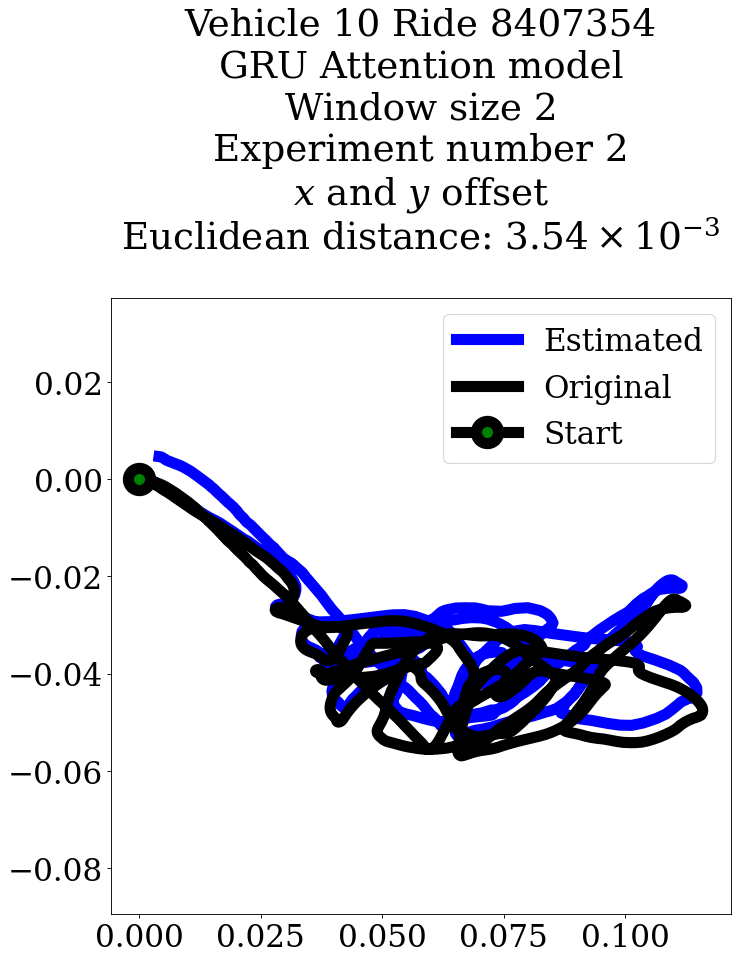 Vehicle 10 Ride 8407354
GRU Attention model
Window size 2
Experiment number 2
x and y offset
Euclidean distance: 3.54 × 10⁻³
Estimated
Original
Start
0.02
0.00
−0.02
−0.04
−0.06
−0.08
0.000 0.025 0.050 0.075 0.100